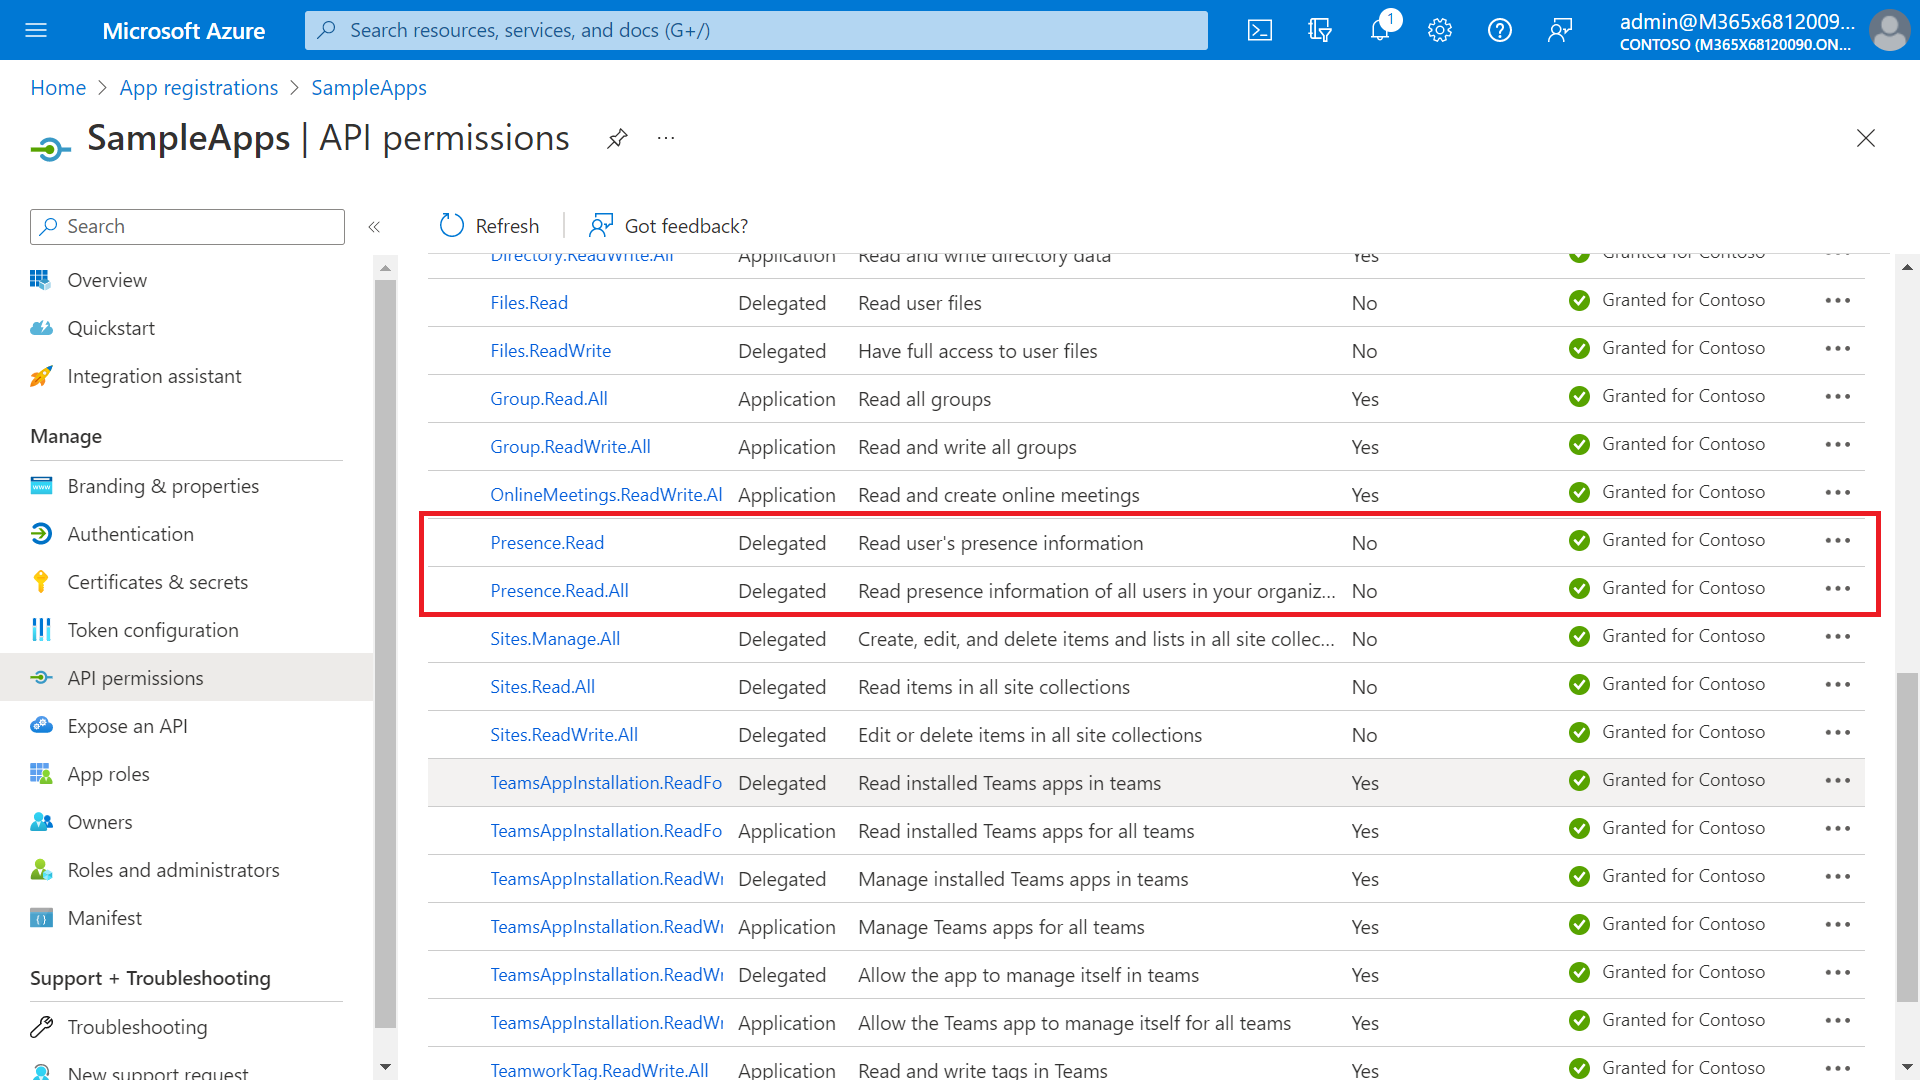 Microsoft Azure
Search resources, services, and docs (G+/)
1
admin@M365x6812009...
CONTOSO (M365X68120090.ON...
Home > App registrations > SampleApps
SampleApps | API permissions
Search
Refresh
Got feedback?
Overview
Quickstart
Integration assistant
Manage
Branding & properties
Authentication
Certificates & secrets
Token configuration
API permissions
Expose an API
App roles
Owners
Roles and administrators
Manifest
Support + Troubleshooting
Troubleshooting
New support request
Directory.ReadWrite.All Application Read and write directory data Yes Granted for Contoso
Files.Read Delegated Read user files No Granted for Contoso
Files.ReadWrite Delegated Have full access to user files No Granted for Contoso
Group.Read.All Application Read all groups Yes Granted for Contoso
Group.ReadWrite.All Application Read and write all groups Yes Granted for Contoso
OnlineMeetings.ReadWrite.Al Application Read and create online meetings Yes Granted for Contoso
Presence.Read Delegated Read user's presence information No Granted for Contoso
Presence.Read.All Delegated Read presence information of all users in your organiz... No Granted for Contoso
Sites.Manage.All Delegated Create, edit, and delete items and lists in all site collec... No Granted for Contoso
Sites.Read.All Delegated Read items in all site collections No Granted for Contoso
Sites.ReadWrite.All Delegated Edit or delete items in all site collections No Granted for Contoso
TeamsAppInstallation.ReadFo Delegated Read installed Teams apps in teams Yes Granted for Contoso
TeamsAppInstallation.ReadFo Application Read installed Teams apps for all teams Yes Granted for Contoso
TeamsAppInstallation.ReadWr Delegated Manage installed Teams apps in teams Yes Granted for Contoso
TeamsAppInstallation.ReadWr Application Manage Teams apps for all teams Yes Granted for Contoso
TeamsAppInstallation.ReadWr Delegated Allow the app to manage itself in teams Yes Granted for Contoso
TeamsAppInstallation.ReadWr Application Allow the Teams app to manage itself for all teams Yes Granted for Contoso
TeamworkTag.ReadWrite.All Application Read and write tags in Teams Yes Granted for Contoso